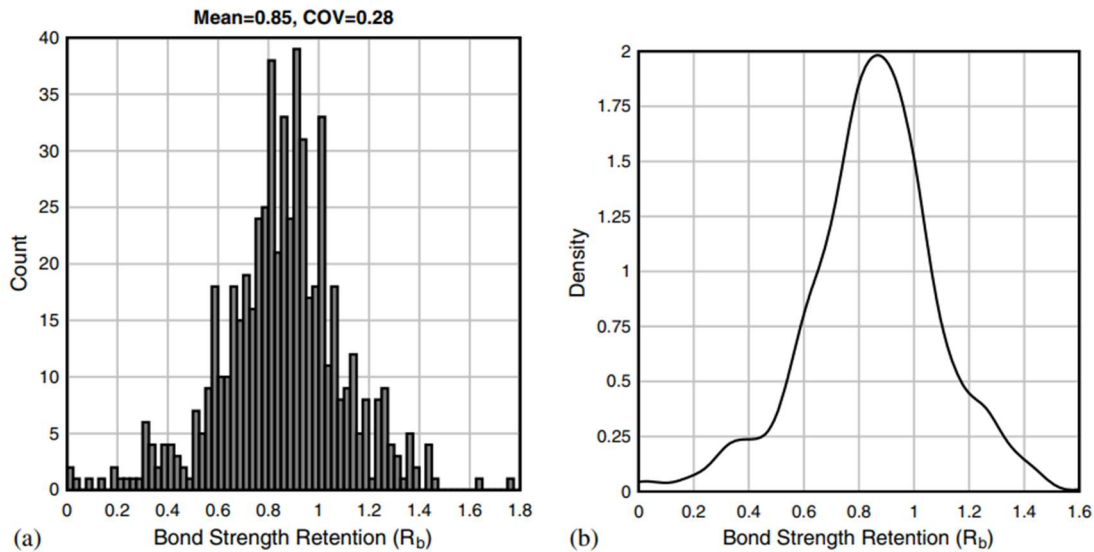 Mean=0.85, COV=0.28
40
35
30
25
20
15
10
5
0
Count
0 0.2 0.4 0.6 0.8 1 1.2 1.4 1.6 1.8
(a) Bond Strength Retention (Rb)
2
1.75
1.5
1.25
1
0.75
0.5
0.25
0
Density
0 0.2 0.4 0.6 0.8 1 1.2 1.4 1.6
(b) Bond Strength Retention (Rb)